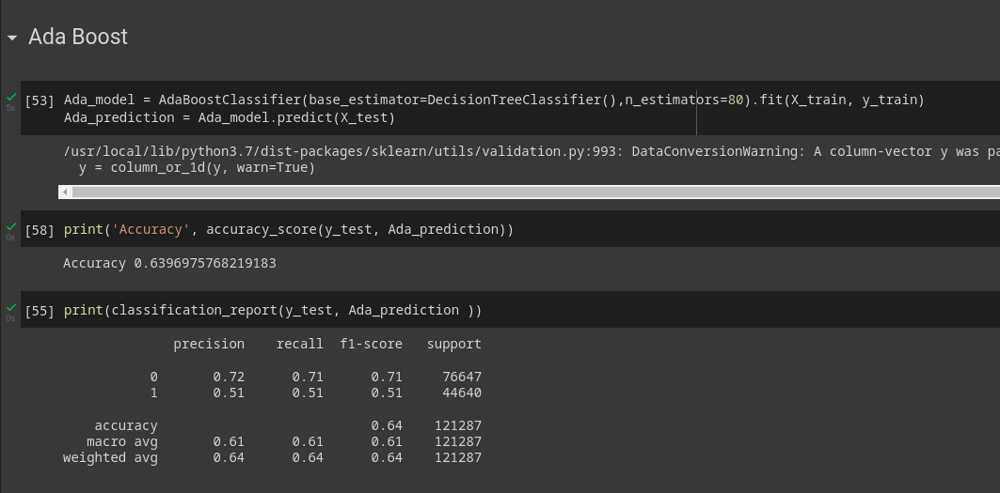 Ada Boost
[53] Ada_model = AdaBoostClassifier(base_estimator=DecisionTreeClassifier(),n_estimators=80).fit(X_train, y_train)
5s
Ada_prediction = Ada_model.predict(X_test)
/usr/local/lib/python3.7/dist-packages/sklearn/utils/validation.py:993: DataConversionWarning: A column-vector y was pa
y = column_or_1d(y, warn=True)
[58] print('Accuracy', accuracy_score(y_test, Ada_prediction))
0s
Accuracy 0.6396975768219183
[55] print(classification_report(y_test, Ada_prediction ))
0s
precision recall f1-score support
0 0.72 0.71 0.71 76647
1 0.51 0.51 0.51 44640
accuracy 0.64 121287
macro avg 0.61 0.61 0.61 121287
weighted avg 0.64 0.64 0.64 121287